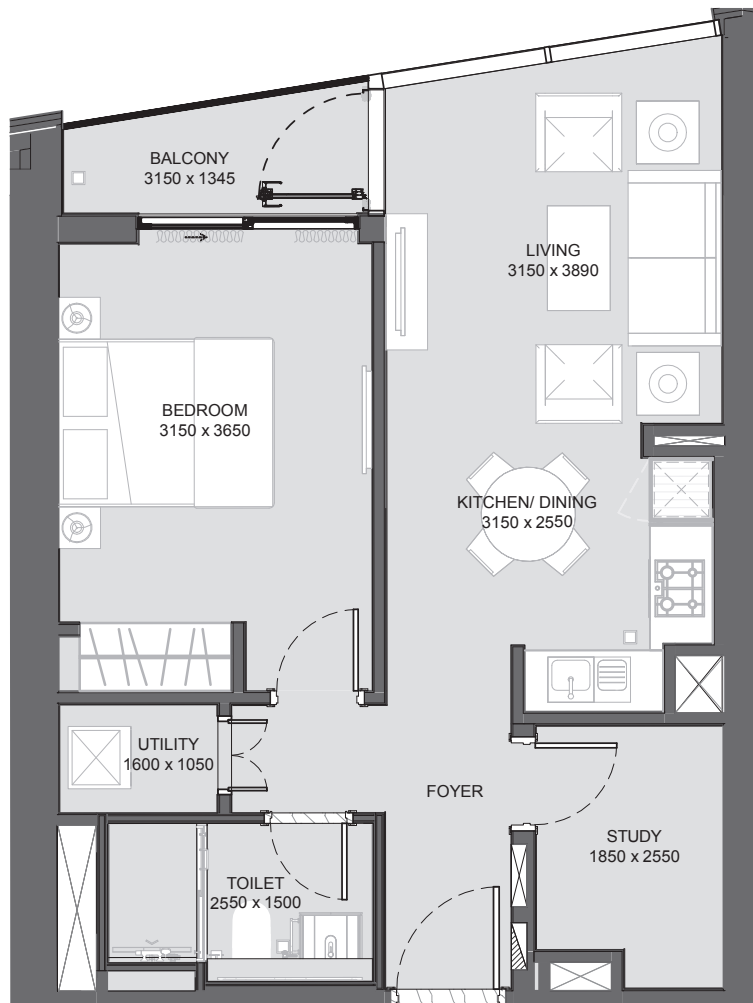 BALCONY
3150 x 1345
LIVING
3150 x 3890
BEDROOM
3150 x 3650
KITCHEN/ DINING
3150 x 2550
UTILITY
1600 x 1050
FOYER
STUDY
1850 x 2550
TOILET
2550 x 1500